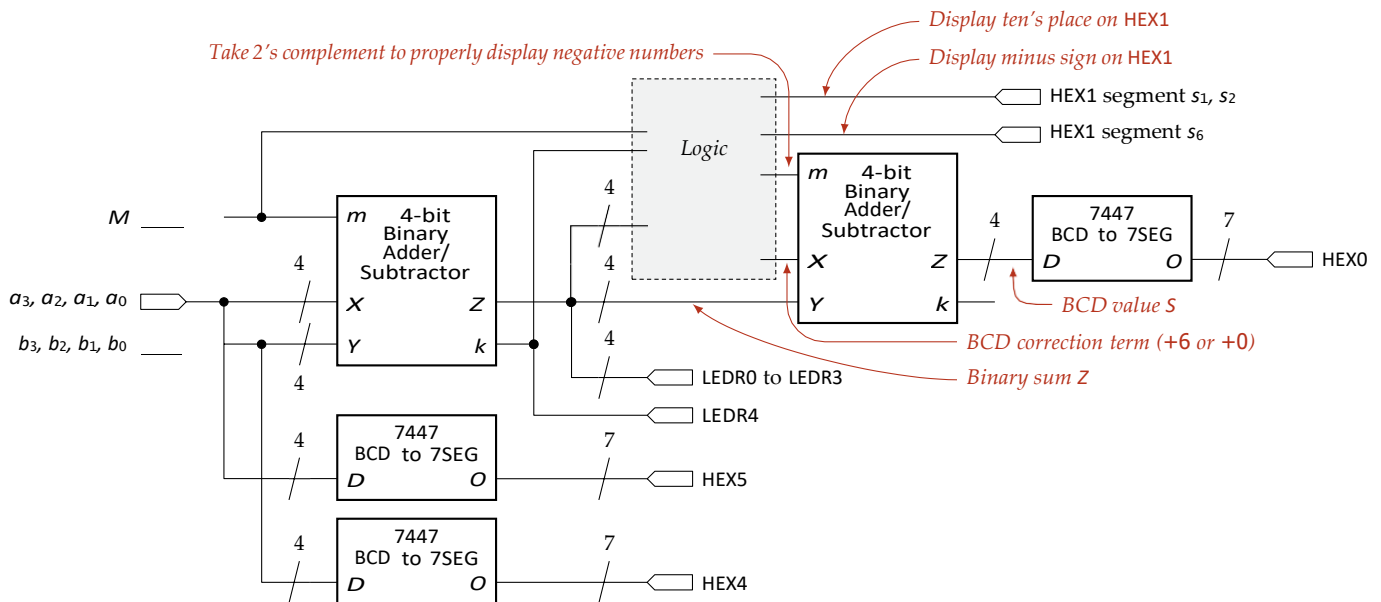 Display ten's place on HEX1
Take 2's complement to properly display negative numbers
Display minus sign on HEX1
HEX1 segment s1, s2
HEX1 segment s6
Logic
m
4-bit
Binary
Adder/
Subtractor
X
Z
Y
k
4
7447
BCD to 7SEG
D
O
7
HEX0
BCD value S
BCD correction term (+6 or +0)
Binary sum Z
M
m
4-bit
Binary
Adder/
Subtractor
4
a3, a2, a1, a0
X
Z
4
4
b3, b2, b1, b0
Y
k
4
4
LEDR0 to LEDR3
LEDR4
4
7447
BCD to 7SEG
D
O
7
HEX5
4
7447
BCD to 7SEG
D
O
7
HEX4